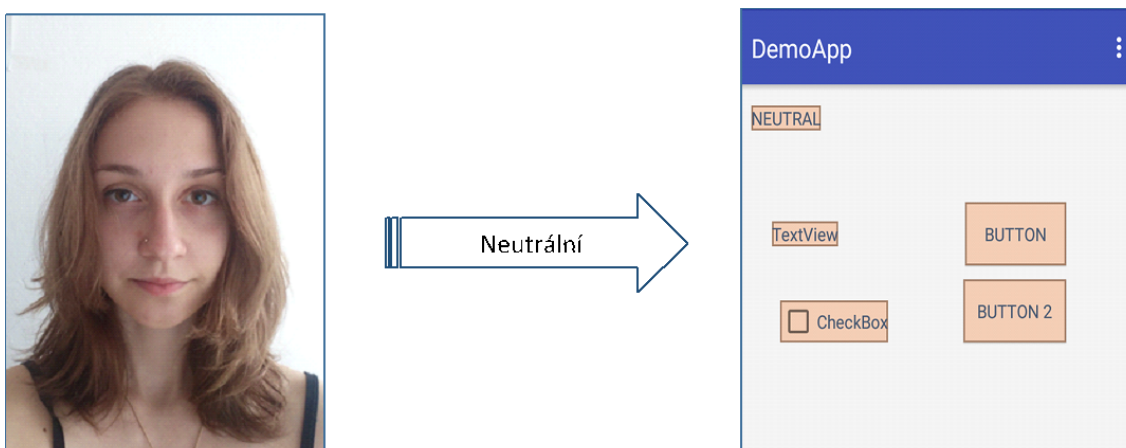 Neutrální
DemoApp
NEUTRAL
TextView
BUTTON
CheckBox
BUTTON 2